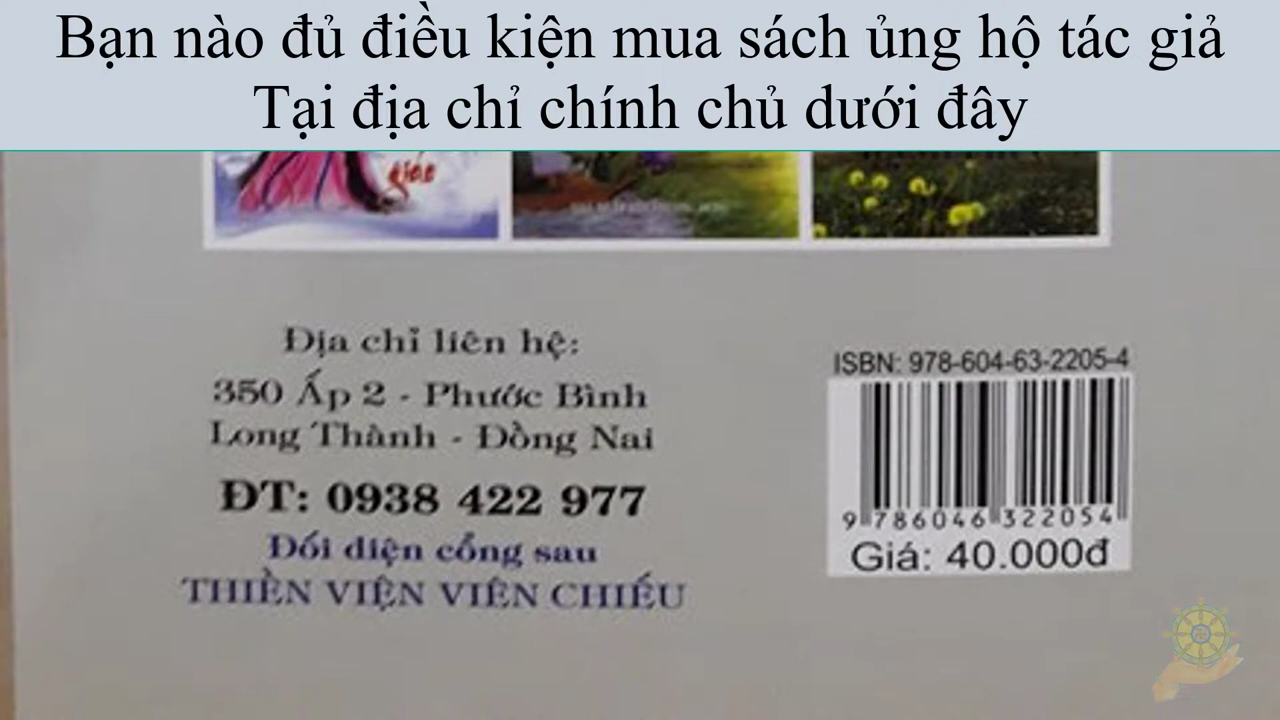 Bạn nào đủ điều kiện mua sách ủng hộ tác giả
Tại địa chỉ chính chủ dưới đây
giác
Địa chỉ liên hệ:
350 Ấp 2 - Phước Bình
Long Thành - Đồng Nai
ĐT: 0938 422 977
Đối diện cổng sau
THIỀN VIỆN VIÊN CHIẾU
ISBN: 978-604-63-2205-4
9 786046 322054
Giá: 40.000đ